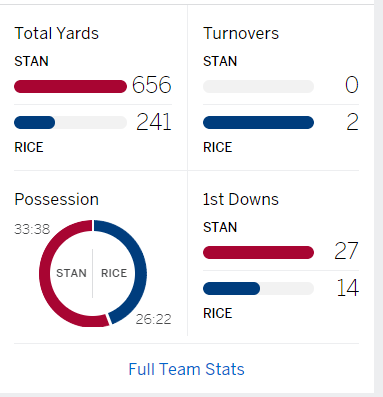 Total Yards
STAN
656
241
RICE
Turnovers
STAN
0
2
RICE
Possession
33:38
STAN RICE
26:22
1st Downs
STAN
27
14
RICE
Full Team Stats